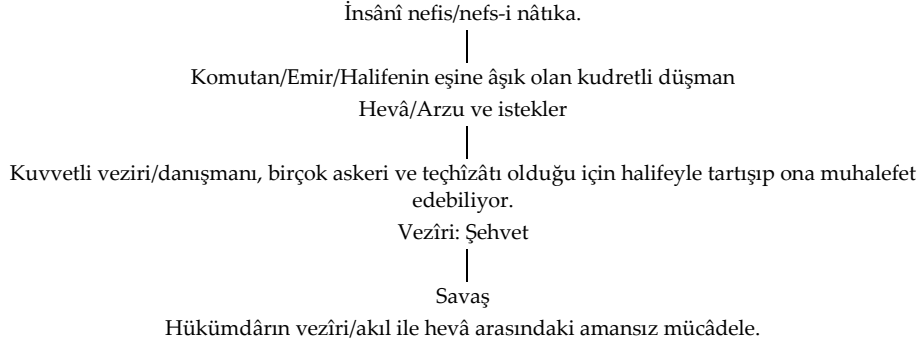 İnsânî nefis/nefs-i nâtıka.
Komutan/Emir/Halifenin eşine âşık olan kudretli düşman
Hevâ/Arzu ve istekler
Kuvvetli veziri/danışmanı, birçok askeri ve teçhîzâtı olduğu için halifeyle tartışıp ona muhalefet
edebiliyor.
Vezîri: Şehvet
Savaş
Hükümdârın vezîri/akıl ile hevâ arasındaki amansız mücâdele.